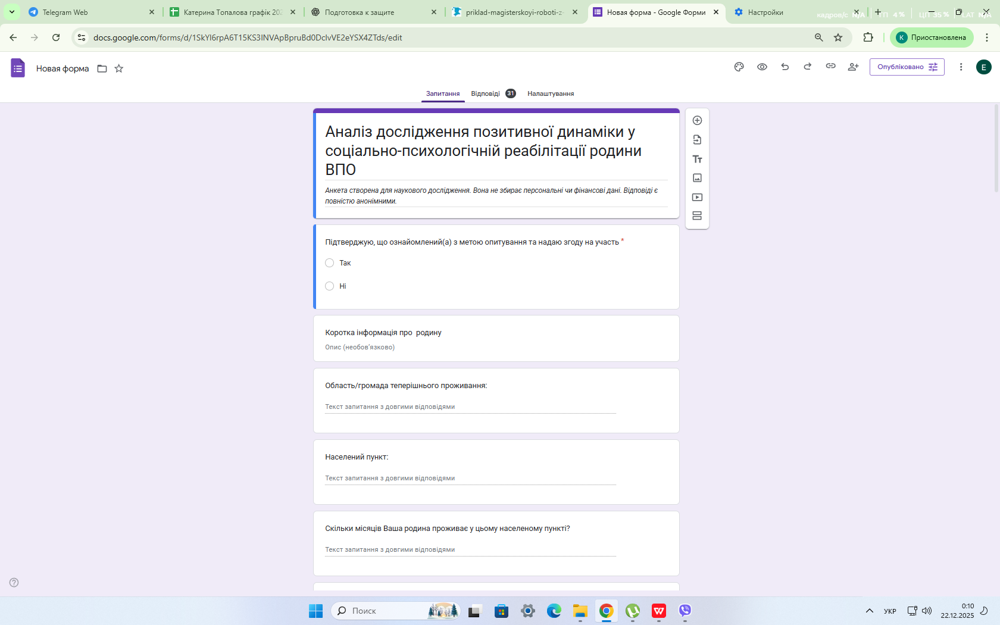 Telegram Web
Катерина Топалова графік 202
Подготовка к защите
priklad-magisterskoyi-roboti-z-
Новая форма - Google Форми
Настройки
кадров/с N/A
ГП 4 %
ЦП 35 %
LAT N/A
docs.google.com/forms/d/1SkYl6rpA6T15KS3INVApBpruBd0DcIvVE2eYSX4ZTds/edit
K
Приостановлена
Новая форма
Опубліковано
E
Запитання
Відповіді 31
Налаштування
Аналіз дослідження позитивної динаміки у
соціально-психологічній реабілітації родини
ВПО
Анкета створена для наукового дослідження. Вона не збирає персональні чи фінансові дані. Відповіді є
повністю анонімними.
Підтверджую, що ознайомлений(а) з метою опитування та надаю згоду на участь *
Так
Ні
Коротка інформація про  родину
Опис (необов'язково)
Область/громада теперішнього проживання:
Текст запитання з довгими відповідями
Населений пункт:
Текст запитання з довгими відповідями
Скільки місяців Ваша родина проживає у цьому населеному пункті?
Текст запитання з довгими відповідями
Tт
Поиск
W
УКР
0:10
22.12.2025